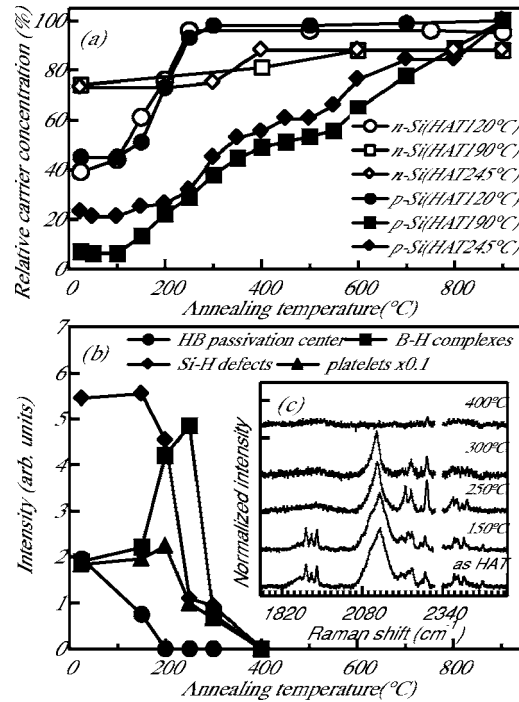 (a)
Relative carrier concentration (%)
100
80
60
40
20
0
n-Si(HAT120°C)
n-Si(HAT190°C)
n-Si(HAT245°C)
p-Si(HAT120°C)
p-Si(HAT190°C)
p-Si(HAT245°C)
0 200 400 600 800
Annealing temperature(°C)
(b)
HB passivation center
B-H complexes
Si-H defects
platelets x0.1
Intensity (arb. units)
7
6
5
4
3
2
1
0
(c)
Normalized intensity
400°C
300°C
250°C
150°C
as HAT
1820 2080 2340
Raman shift (cm-1)
0 200 400 600 800
Annealing temperature(°C)